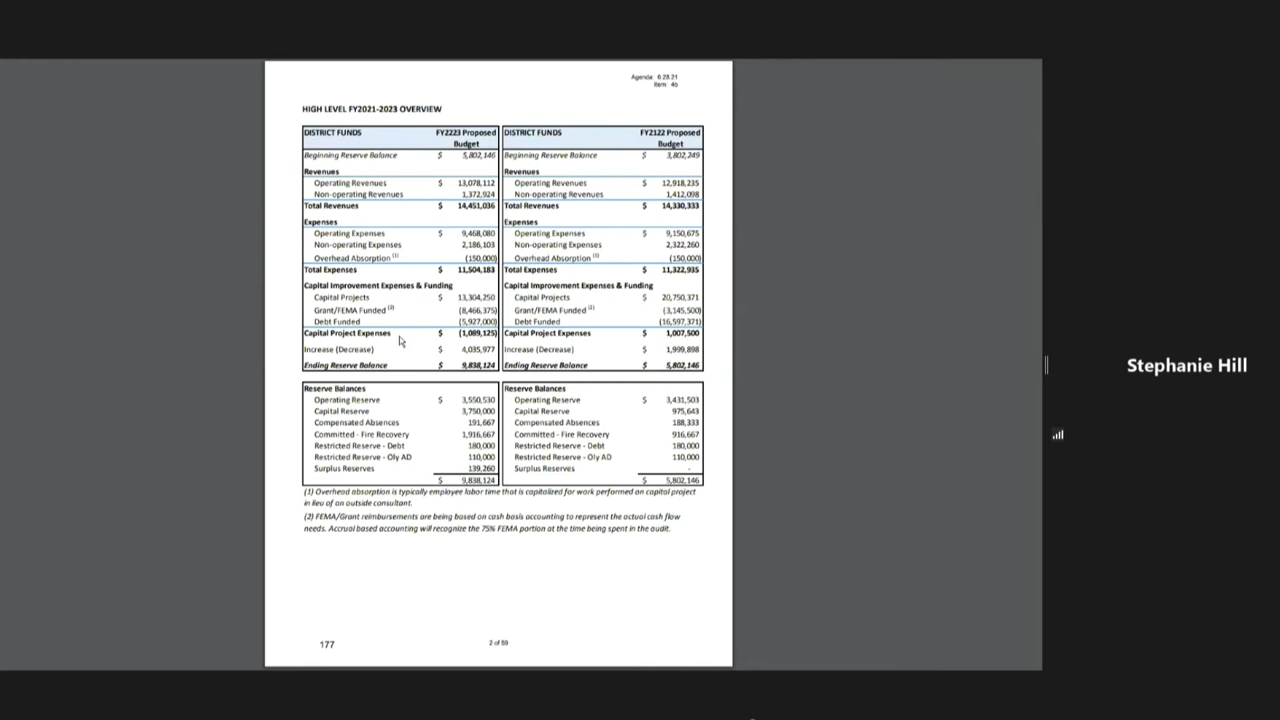 Agenda: 6.28.21
Item: 4b
HIGH LEVEL FY2021-2023 OVERVIEW
DISTRICT FUNDS FY2223 Proposed Budget DISTRICT FUNDS FY2122 Proposed Budget
Beginning Reserve Balance $ 5,802,146 Beginning Reserve Balance $ 3,802,249
Revenues Revenues
Operating Revenues $ 13,078,112 Operating Revenues $ 12,918,235
Non-operating Revenues 1,372,924 Non-operating Revenues 1,412,098
Total Revenues $ 14,451,036 Total Revenues $ 14,330,333
Expenses Expenses
Operating Expenses $ 9,468,080 Operating Expenses $ 9,150,675
Non-operating Expenses 2,186,103 Non-operating Expenses 2,322,260
Overhead Absorption (1) (150,000) Overhead Absorption (1) (150,000)
Total Expenses $ 11,504,183 Total Expenses $ 11,322,935
Capital Improvement Expenses & Funding Capital Improvement Expenses & Funding
Capital Projects $ 13,304,250 Capital Projects $ 20,750,371
Grant/FEMA Funded (2) (8,466,375) Grant/FEMA Funded (2) (3,145,500)
Debt Funded (5,927,000) Debt Funded (16,597,371)
Capital Project Expenses $ (1,089,125) Capital Project Expenses $ 1,007,500
Increase (Decrease) $ 4,035,977 Increase (Decrease) $ 1,999,898
Ending Reserve Balance $ 9,838,124 Ending Reserve Balance $ 5,802,146
Reserve Balances Reserve Balances
Operating Reserve $ 3,550,530 Operating Reserve $ 3,431,503
Capital Reserve 3,750,000 Capital Reserve 975,643
Compensated Absences 191,667 Compensated Absences 188,333
Committed - Fire Recovery 1,916,667 Committed - Fire Recovery 916,667
Restricted Reserve - Debt 180,000 Restricted Reserve - Debt 180,000
Restricted Reserve - Oly AD 110,000 Restricted Reserve - Oly AD 110,000
Surplus Reserves 139,260 Surplus Reserves -
$ 9,838,124 $ 5,802,146
(1) Overhead absorption is typically employee labor time that is capitalized for work performed on capital project
in lieu of an outside consultant.
(2) FEMA/Grant reimbursements are being based on cash basis accounting to represent the actual cash flow
needs. Accrual based accounting will recognize the 75% FEMA portion at the time being spent in the audit.
177 2 of 59
Stephanie Hill